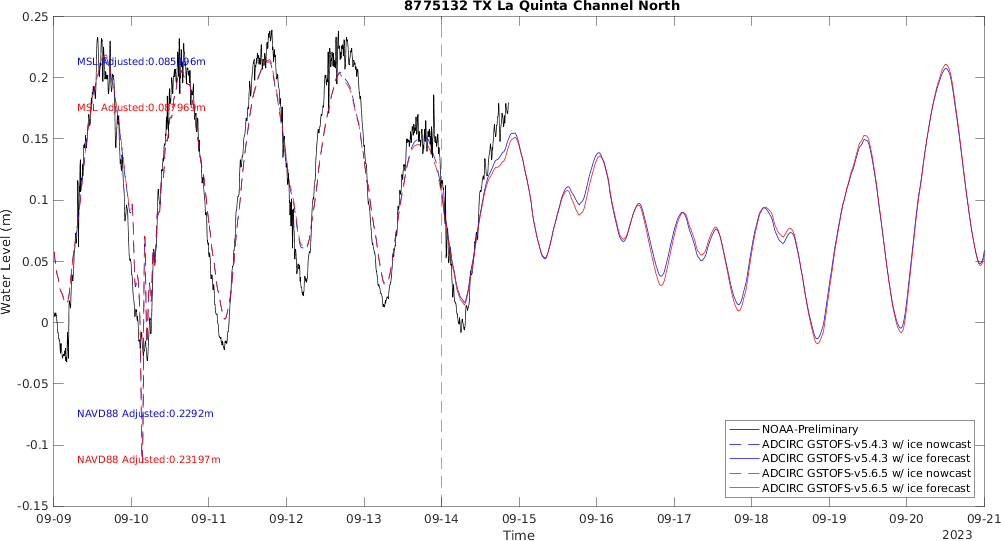 8775132 TX La Quinta Channel North
0.25
0.2
0.15
0.1
0.05
0
-0.05
-0.1
-0.15
Water Level (m)
MSL Adjusted:
MSL Adjusted:0.087969m
NAVD88 Adjusted:0.2292m
NAVD88 Adjusted:0.23197m
NOAA-Preliminary
ADCIRC GSTOFS-v5.4.3 w/ ice nowcast
ADCIRC GSTOFS-v5.4.3 w/ ice forecast
ADCIRC GSTOFS-v5.6.5 w/ ice nowcast
ADCIRC GSTOFS-v5.6.5 w/ ice forecast
09-09 09-10 09-11 09-12 09-13 09-14 09-15 09-16 09-17 09-18 09-19 09-20 09-21
Time
2023